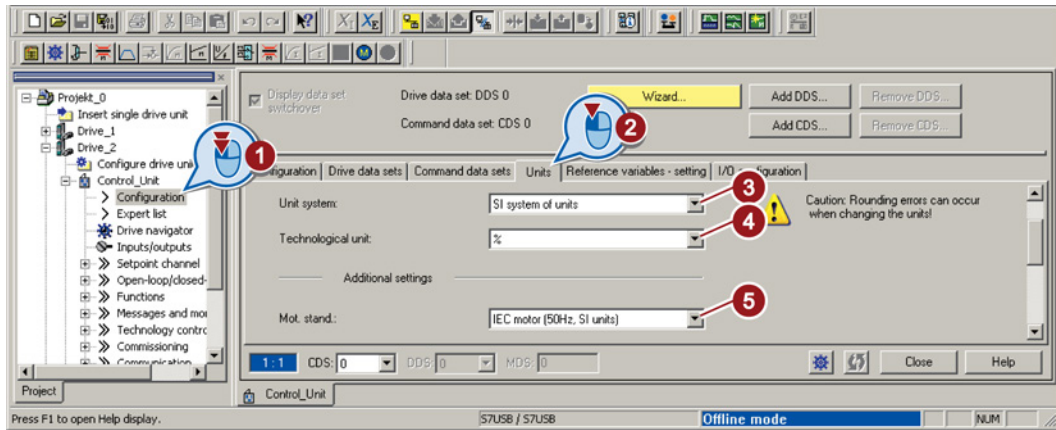 Projekt_0
Insert single drive unit
Drive_1
Drive_2
Configure drive uni
Control_Unit
Configuration
Expert list
Drive navigator
Inputs/outputs
Setpoint channel
Open-loop/closed-
Functions
Messages and mon
Technology contro
Commissioning
Communication
Project
1
Display data set
switchover
Drive data set: DDS 0
Command data set: CDS 0
Wizard...
Add DDS...
Remove DDS...
Add CDS...
Remove CDS...
2
Drive data sets
Command data sets
Units
Reference variables - setting
Unit system:
SI system of units
3
Caution: Rounding errors can occur
when changing the units!
Technological unit:
%
4
Additional settings
Mot. stand.:
IEC motor (50Hz, SI units)
5
1 : 1
CDS: 0
DDS: 0
MDS: 0
Close
Help
Control_Unit
Press F1 to open Help display.
S7USB / S7USB
Offline mode
NUM